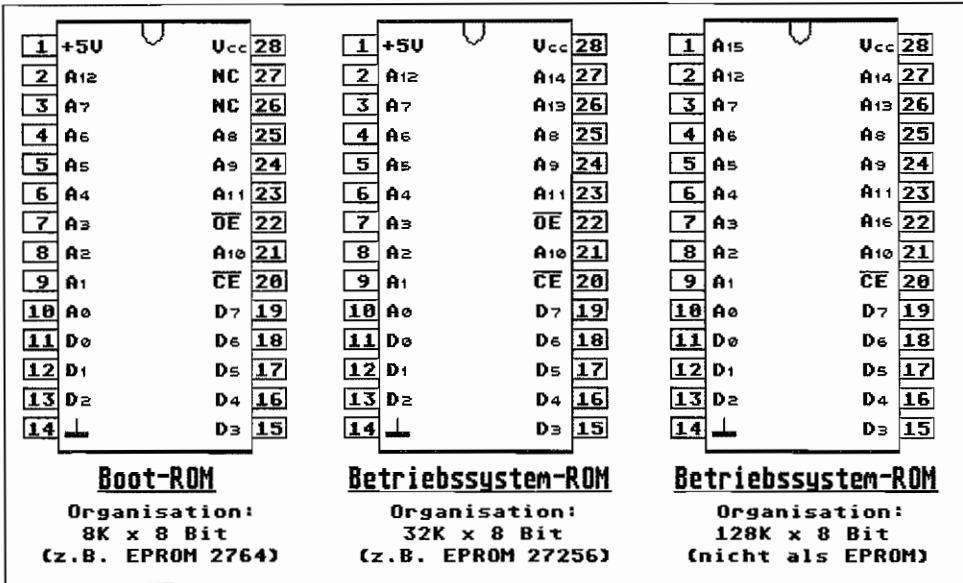 1 +5V Vcc 28 1 +5V Vcc 28 1 A15 Vcc 28
2 A12 NC 27 2 A12 A14 27 2 A12 A14 27
3 A7 NC 26 3 A7 A13 26 3 A7 A13 26
4 A6 A8 25 4 A6 A8 25 4 A6 A8 25
5 A5 A9 24 5 A5 A9 24 5 A5 A9 24
6 A4 A11 23 6 A4 A11 23 6 A4 A11 23
7 A3 OE 22 7 A3 OE 22 7 A3 A16 22
8 A2 A10 21 8 A2 A10 21 8 A2 A10 21
9 A1 CE 20 9 A1 CE 20 9 A1 CE 20
10 A0 D7 19 10 A0 D7 19 10 A0 D7 19
11 D0 D6 18 11 D0 D6 18 11 D0 D6 18
12 D1 D5 17 12 D1 D5 17 12 D1 D5 17
13 D2 D4 16 13 D2 D4 16 13 D2 D4 16
14 D3 15 14 D3 15 14 D3 15
Boot-ROM Betriebssystem-ROM Betriebssystem-ROM
Organisation: Organisation: Organisation:
8K x 8 Bit 32K x 8 Bit 128K x 8 Bit
(z.B. EPROM 2764) (z.B. EPROM 27256) (nicht als EPROM)